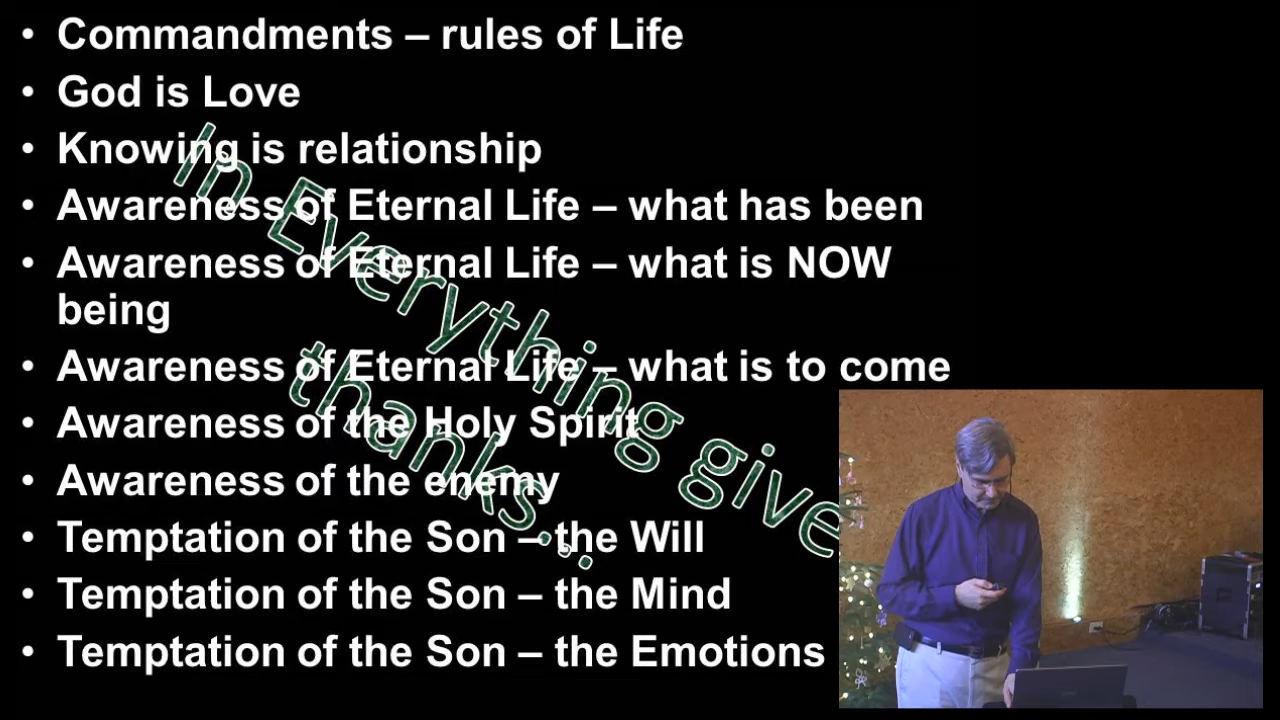 • Commandments – rules of Life
• God is Love
• Knowing is relationship
• Awareness of Eternal Life – what has been
• Awareness of Eternal Life – what is NOW
being
• Awareness of Eternal Life – what is to come
• Awareness of the Holy Spirit
• Awareness of the enemy
• Temptation of the Son – the Will
• Temptation of the Son – the Mind
• Temptation of the Son – the Emotions
In Everything give
thanks...